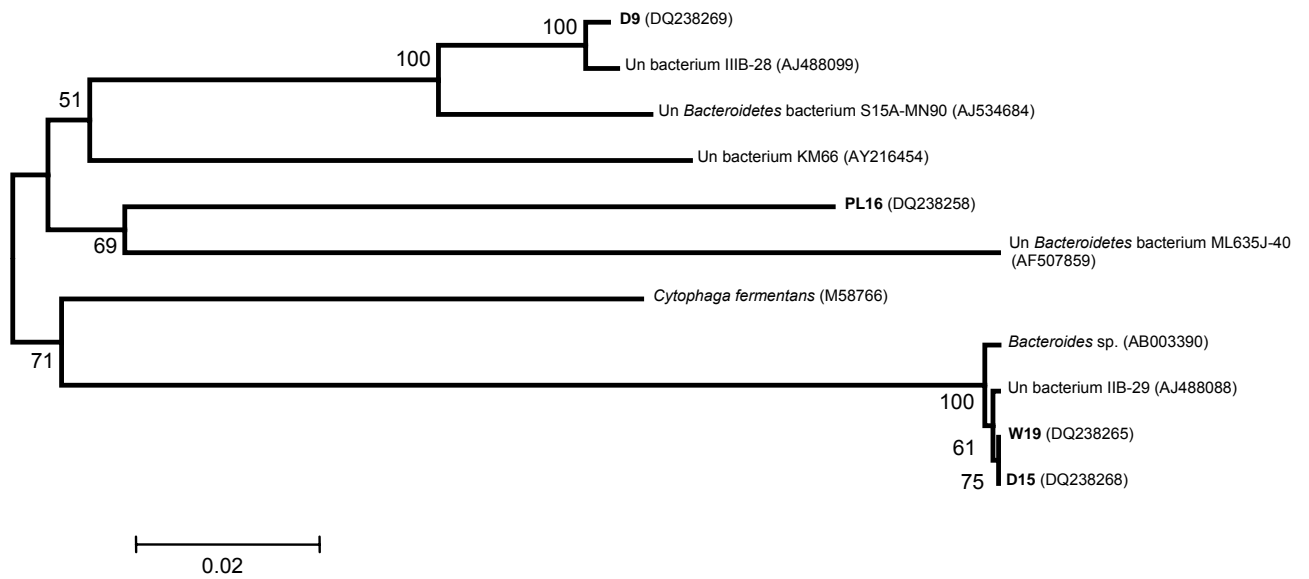 D9 (DQ238269)
100
100
Un bacterium IIIB-28 (AJ488099)
51
Un Bacteroidetes bacterium S15A-MN90 (AJ534684)
Un bacterium KM66 (AY216454)
PL16 (DQ238258)
69
Un Bacteroidetes bacterium ML635J-40
(AF507859)
Cytophaga fermentans (M58766)
71
Bacteroides sp. (AB003390)
Un bacterium IIB-29 (AJ488088)
100
W19 (DQ238265)
61
75
D15 (DQ238268)
0.02